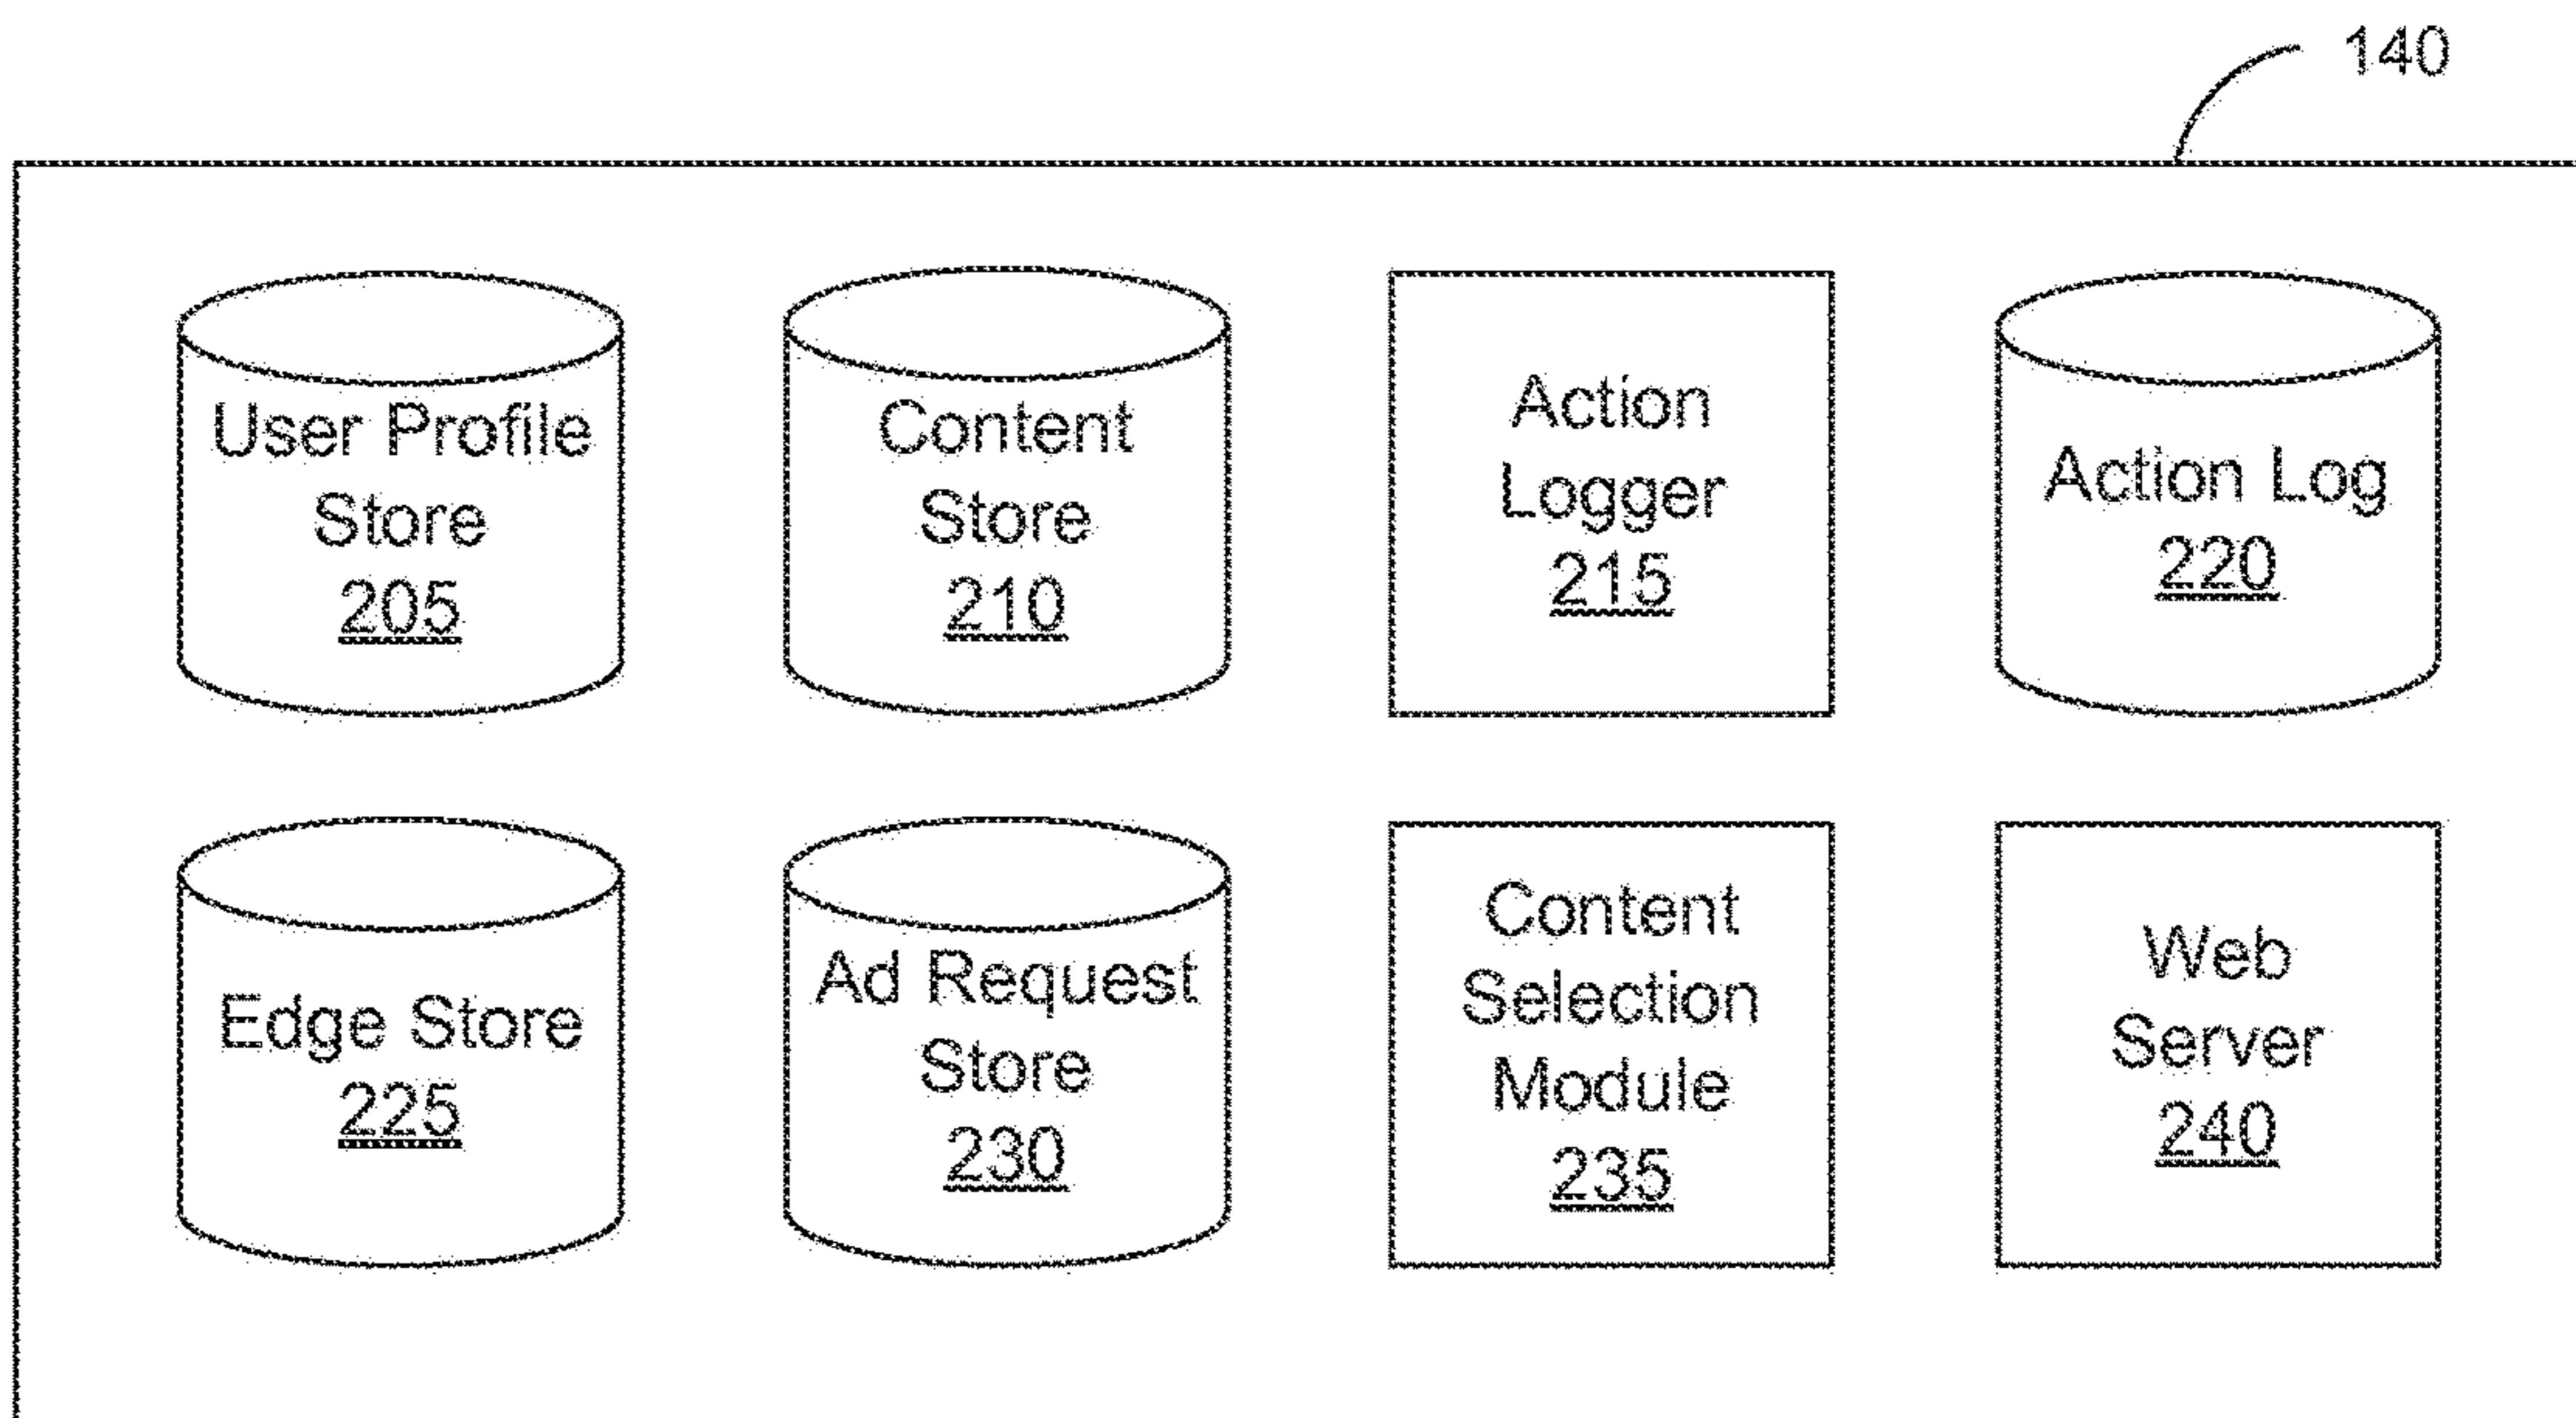 140
User Profile
Store
205
Content
Store
210
Action
Logger
215
Action Log
220
Edge Store
225
Ad Request
Store
230
Content
Selection
Module
235
Web
Server
240